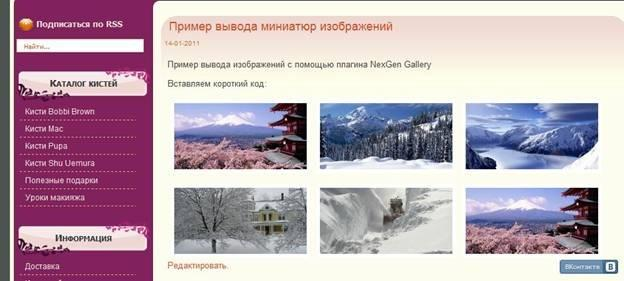 Подписаться по RSS
Найти...
Каталог кистей
Кисти Bobbi Brown
Кисти Mac
Кисти Pupa
Кисти Shu Uemura
Полезные подарки
Уроки макияжа
Информация
Доставка
Пример вывода миниатюр изображений
14-01-2011
Пример вывода изображений с помощью плагина NexGen Gallery
Вставляем короткий код:
Редактировать.
ВКонтакте B